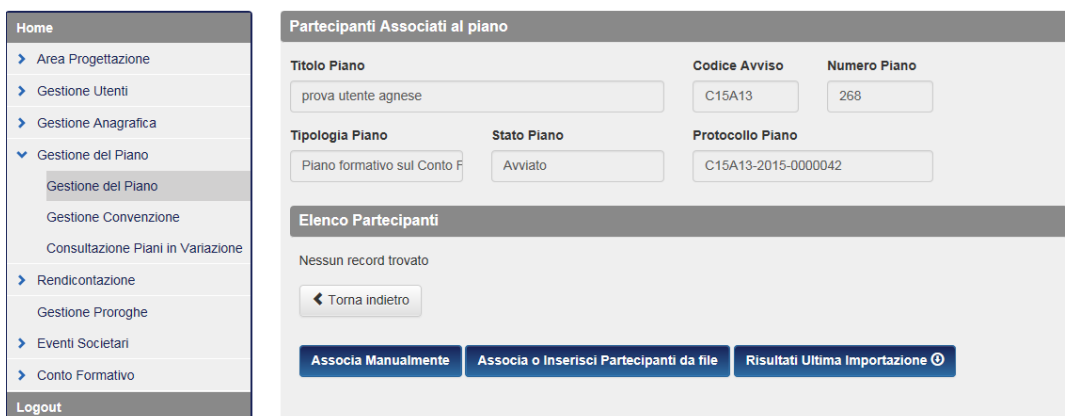 Home
Area Progettazione
Gestione Utenti
Gestione Anagrafica
Gestione del Piano
Gestione del Piano
Gestione Convenzione
Consultazione Piani in Variazione
Rendicontazione
Gestione Proroghe
Eventi Societari
Conto Formativo
Logout
Partecipanti Associati al piano
Titolo Piano Codice Avviso Numero Piano
prova utente agnese C15A13 268
Tipologia Piano Stato Piano Protocollo Piano
Piano formativo sul Conto F Avviato C15A13-2015-0000042
Elenco Partecipanti
Nessun record trovato
Torna indietro
Associa Manualmente Associa o Inserisci Partecipanti da file Risultati Ultima Importazione